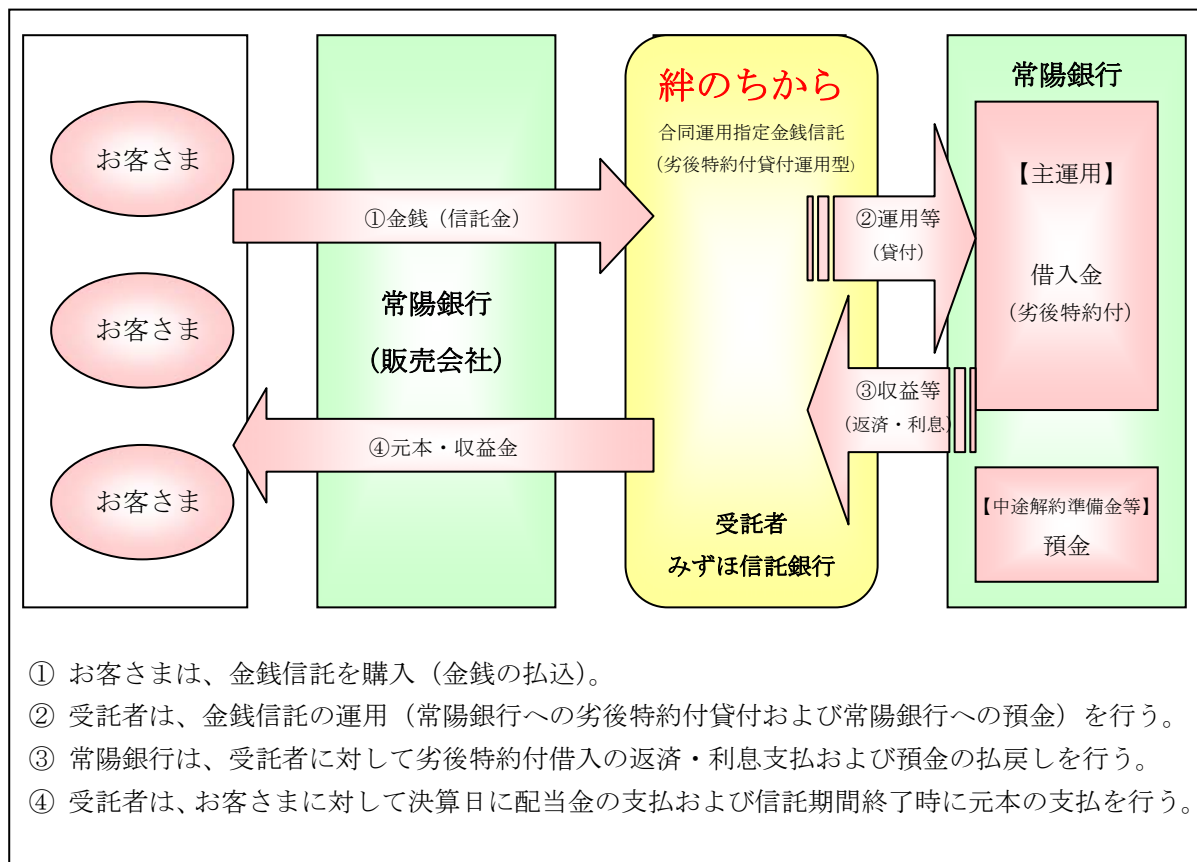 お客さま
お客さま
お客さま
①金銭（信託金）
常陽銀行
（販売会社）
④元本・収益金
絆のちから
合同運用指定金銭信託
（劣後特約付貸付運用型）
②運用等
（貸付）
③収益等
（返済・利息）
受託者
みずほ信託銀行
常陽銀行
【主運用】
借入金
（劣後特約付）
【中途解約準備金等】
預金
① お客さまは、金銭信託を購入（金銭の払込）。
② 受託者は、金銭信託の運用（常陽銀行への劣後特約付貸付および常陽銀行への預金）を行う。
③ 常陽銀行は、受託者に対して劣後特約付借入の返済・利息支払および預金の払戻しを行う。
④ 受託者は、お客さまに対して決算日に配当金の支払および信託期間終了時に元本の支払を行う。